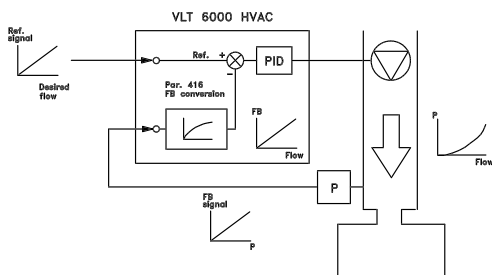 VLT 6000 HVAC
Ref.
signal
Desired
flow
Ref.
+
−
PID
Par. 416
FB conversion
FB
Flow
P
Flow
P
FB
signal
P